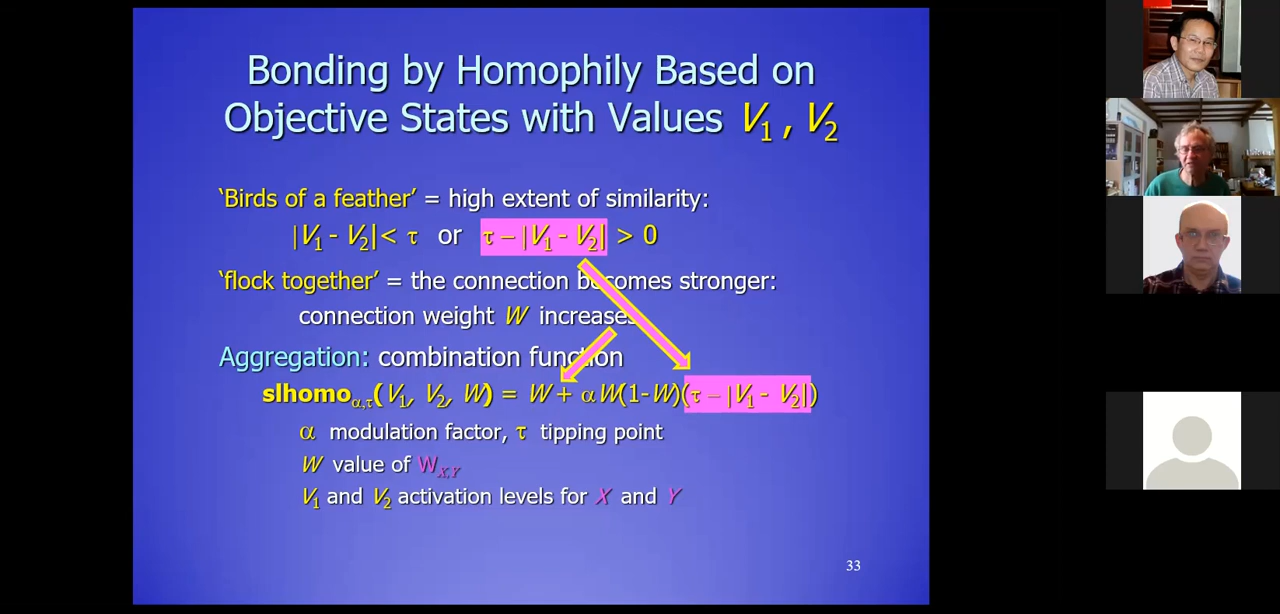 Bonding by Homophily Based on
Objective States with Values V₁ , V₂
‘Birds of a feather’ = high extent of similarity:
|V₁ - V₂|< τ or τ – |V₁ - V₂| > 0
‘flock together’ = the connection becomes stronger:
connection weight W increases
Aggregation: combination function
slhomo_α,τ(V₁, V₂, W) = W + αW(1-W)(τ – |V₁ - V₂|)
α modulation factor, τ tipping point
W value of W_X,Y
V₁ and V₂ activation levels for X and Y
33